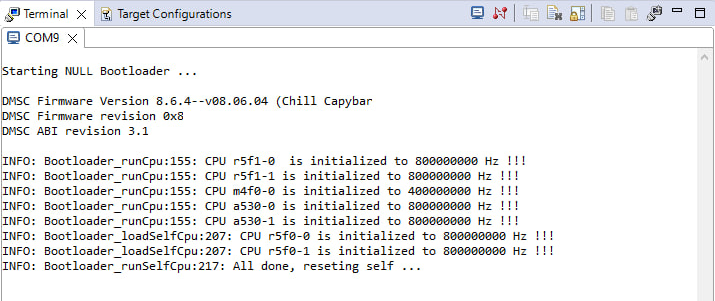 Terminal
Target Configurations
COM9
Starting NULL Bootloader ...
DMSC Firmware Version 8.6.4--v08.06.04 (Chill Capybar
DMSC Firmware revision 0x8
DMSC ABI revision 3.1
INFO: Bootloader_runCpu:155: CPU r5f1-0  is initialized to 800000000 Hz !!!
INFO: Bootloader_runCpu:155: CPU r5f1-1 is initialized to 800000000 Hz !!!
INFO: Bootloader_runCpu:155: CPU m4f0-0 is initialized to 400000000 Hz !!!
INFO: Bootloader_runCpu:155: CPU a530-0 is initialized to 800000000 Hz !!!
INFO: Bootloader_runCpu:155: CPU a530-1 is initialized to 800000000 Hz !!!
INFO: Bootloader_loadSelfCpu:207: CPU r5f0-0 is initialized to 800000000 Hz !!!
INFO: Bootloader_loadSelfCpu:207: CPU r5f0-1 is initialized to 800000000 Hz !!!
INFO: Bootloader_runSelfCpu:217: All done, reseting self ...